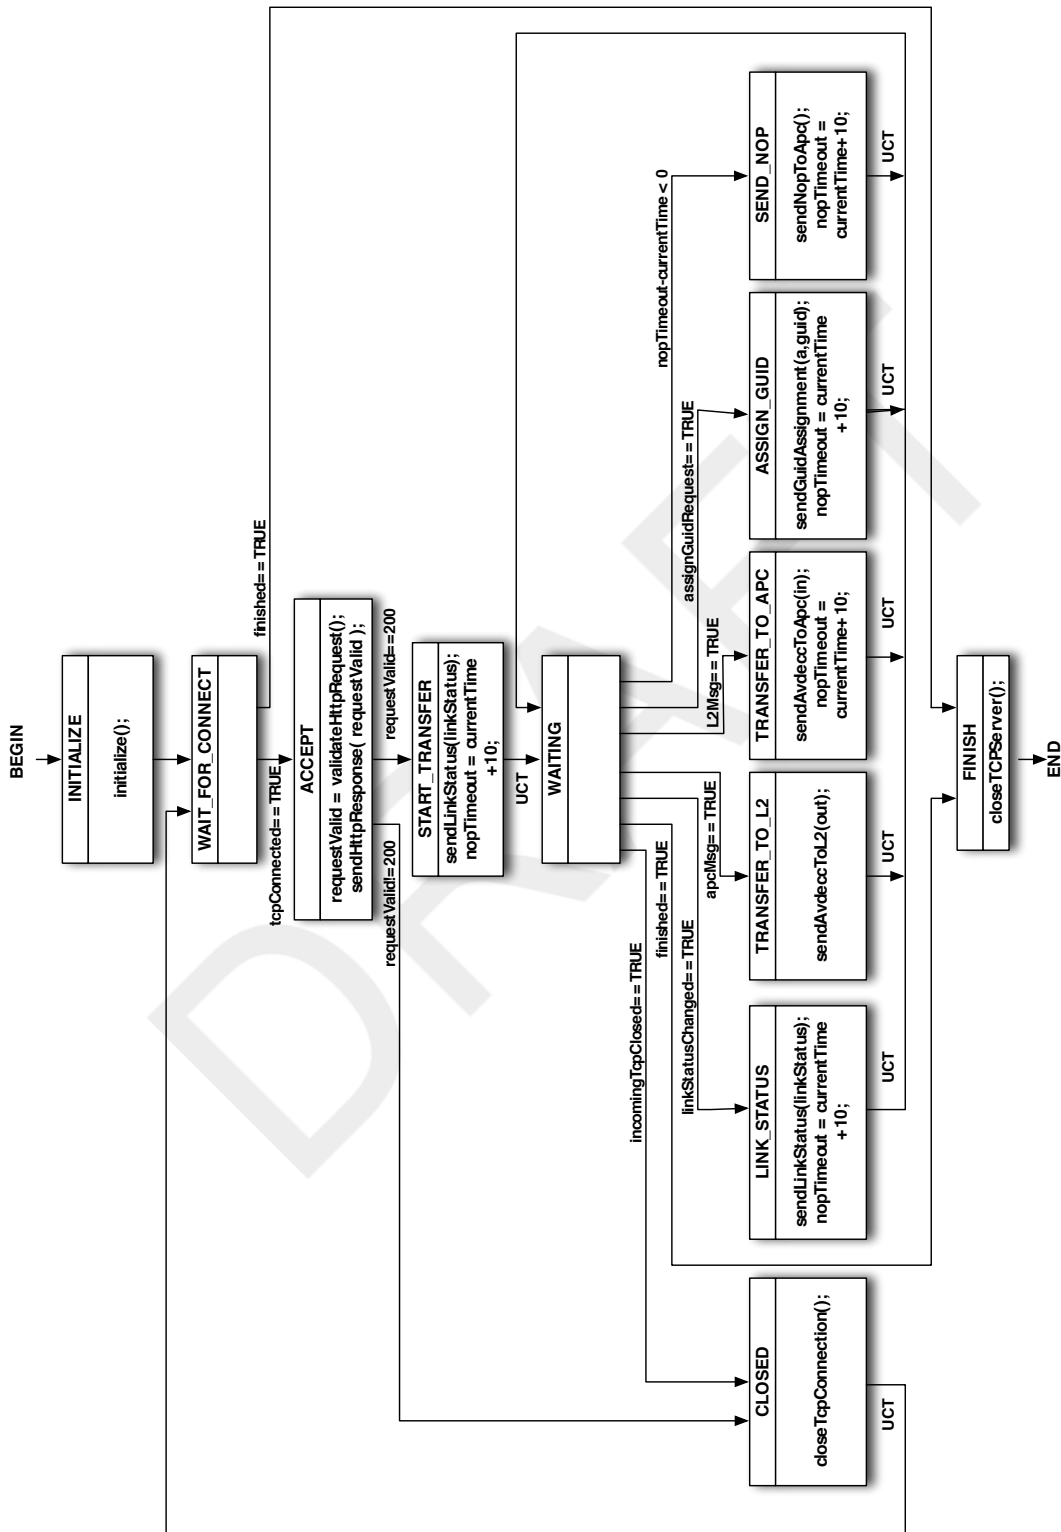 BEGIN
INITIALIZE
initialize();
WAIT_FOR_CONNECT
finished==TRUE
tcpConnected==TRUE
ACCEPT
requestValid = validateHttpRequest();
sendHttpResponse( requestValid );
requestValid!=200
requestValid==200
START_TRANSFER
sendLinkStatus(linkStatus);
nopTimeout = currentTime
+10;
UCT
WAITING
incomingTcpClosed==TRUE
finished==TRUE
linkStatusChanged==TRUE
apcMsg==TRUE
L2Msg==TRUE
assignGuidRequest==TRUE
nopTimeout-currentTime < 0
CLOSED
closeTcpConnection();
UCT
LINK_STATUS
sendLinkStatus(linkStatus);
nopTimeout = currentTime
+10;
UCT
TRANSFER_TO_L2
sendAvdeccToL2(out);
UCT
TRANSFER_TO_APC
sendAvdeccToApc(in);
nopTimeout =
currentTime+10;
UCT
ASSIGN_GUID
sendGuidAssignment(a,guid);
nopTimeout = currentTime
+10;
UCT
SEND_NOP
sendNopToApc();
nopTimeout =
currentTime+10;
UCT
FINISH
closeTCPServer();
END
DRAFT